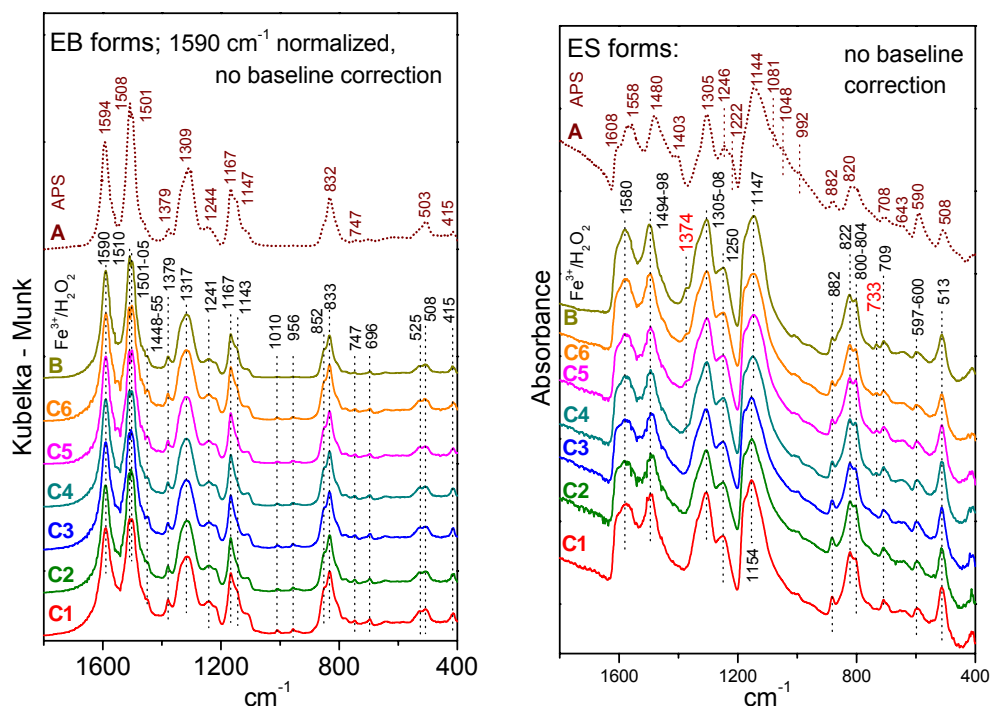 EB forms; 1590 cm⁻¹ normalized,
no baseline correction
1594
1508
1501
1379
1309
1244
1167
1147
832
747
503
415
APS
A
Fe³⁺/H₂O₂
1590
1510
1501-05
1448-55
1379
1317
1241
1167
1143
1010
956
852
833
747
696
525
508
415
B
C6
C5
C4
C3
C2
C1
Kubelka - Munk
1600
1200
800
400
cm⁻¹
ES forms:
no baseline
correction
APS
A
1608
1558
1480
1403
1305
1246
1222
1144
1081
1048
992
882
820
708
643
590
508
Fe³⁺/H₂O₂
1580
1494-98
1374
1305-08
1250
1147
882
822
800-804
733
709
597-600
513
B
C6
C5
C4
C3
C2
C1
1154
Absorbance
1600
1200
800
400
cm⁻¹